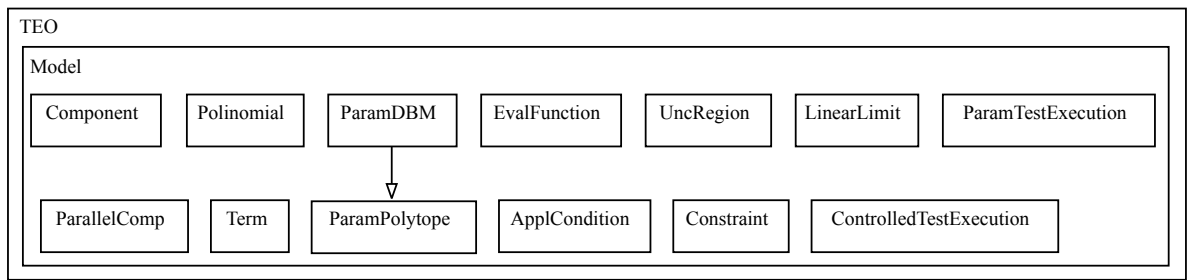 TEO
Model
Component
Polinomial
ParamDBM
EvalFunction
UncRegion
LinearLimit
ParamTestExecution
ParallelComp
Term
ParamPolytope
ApplCondition
Constraint
ControlledTestExecution